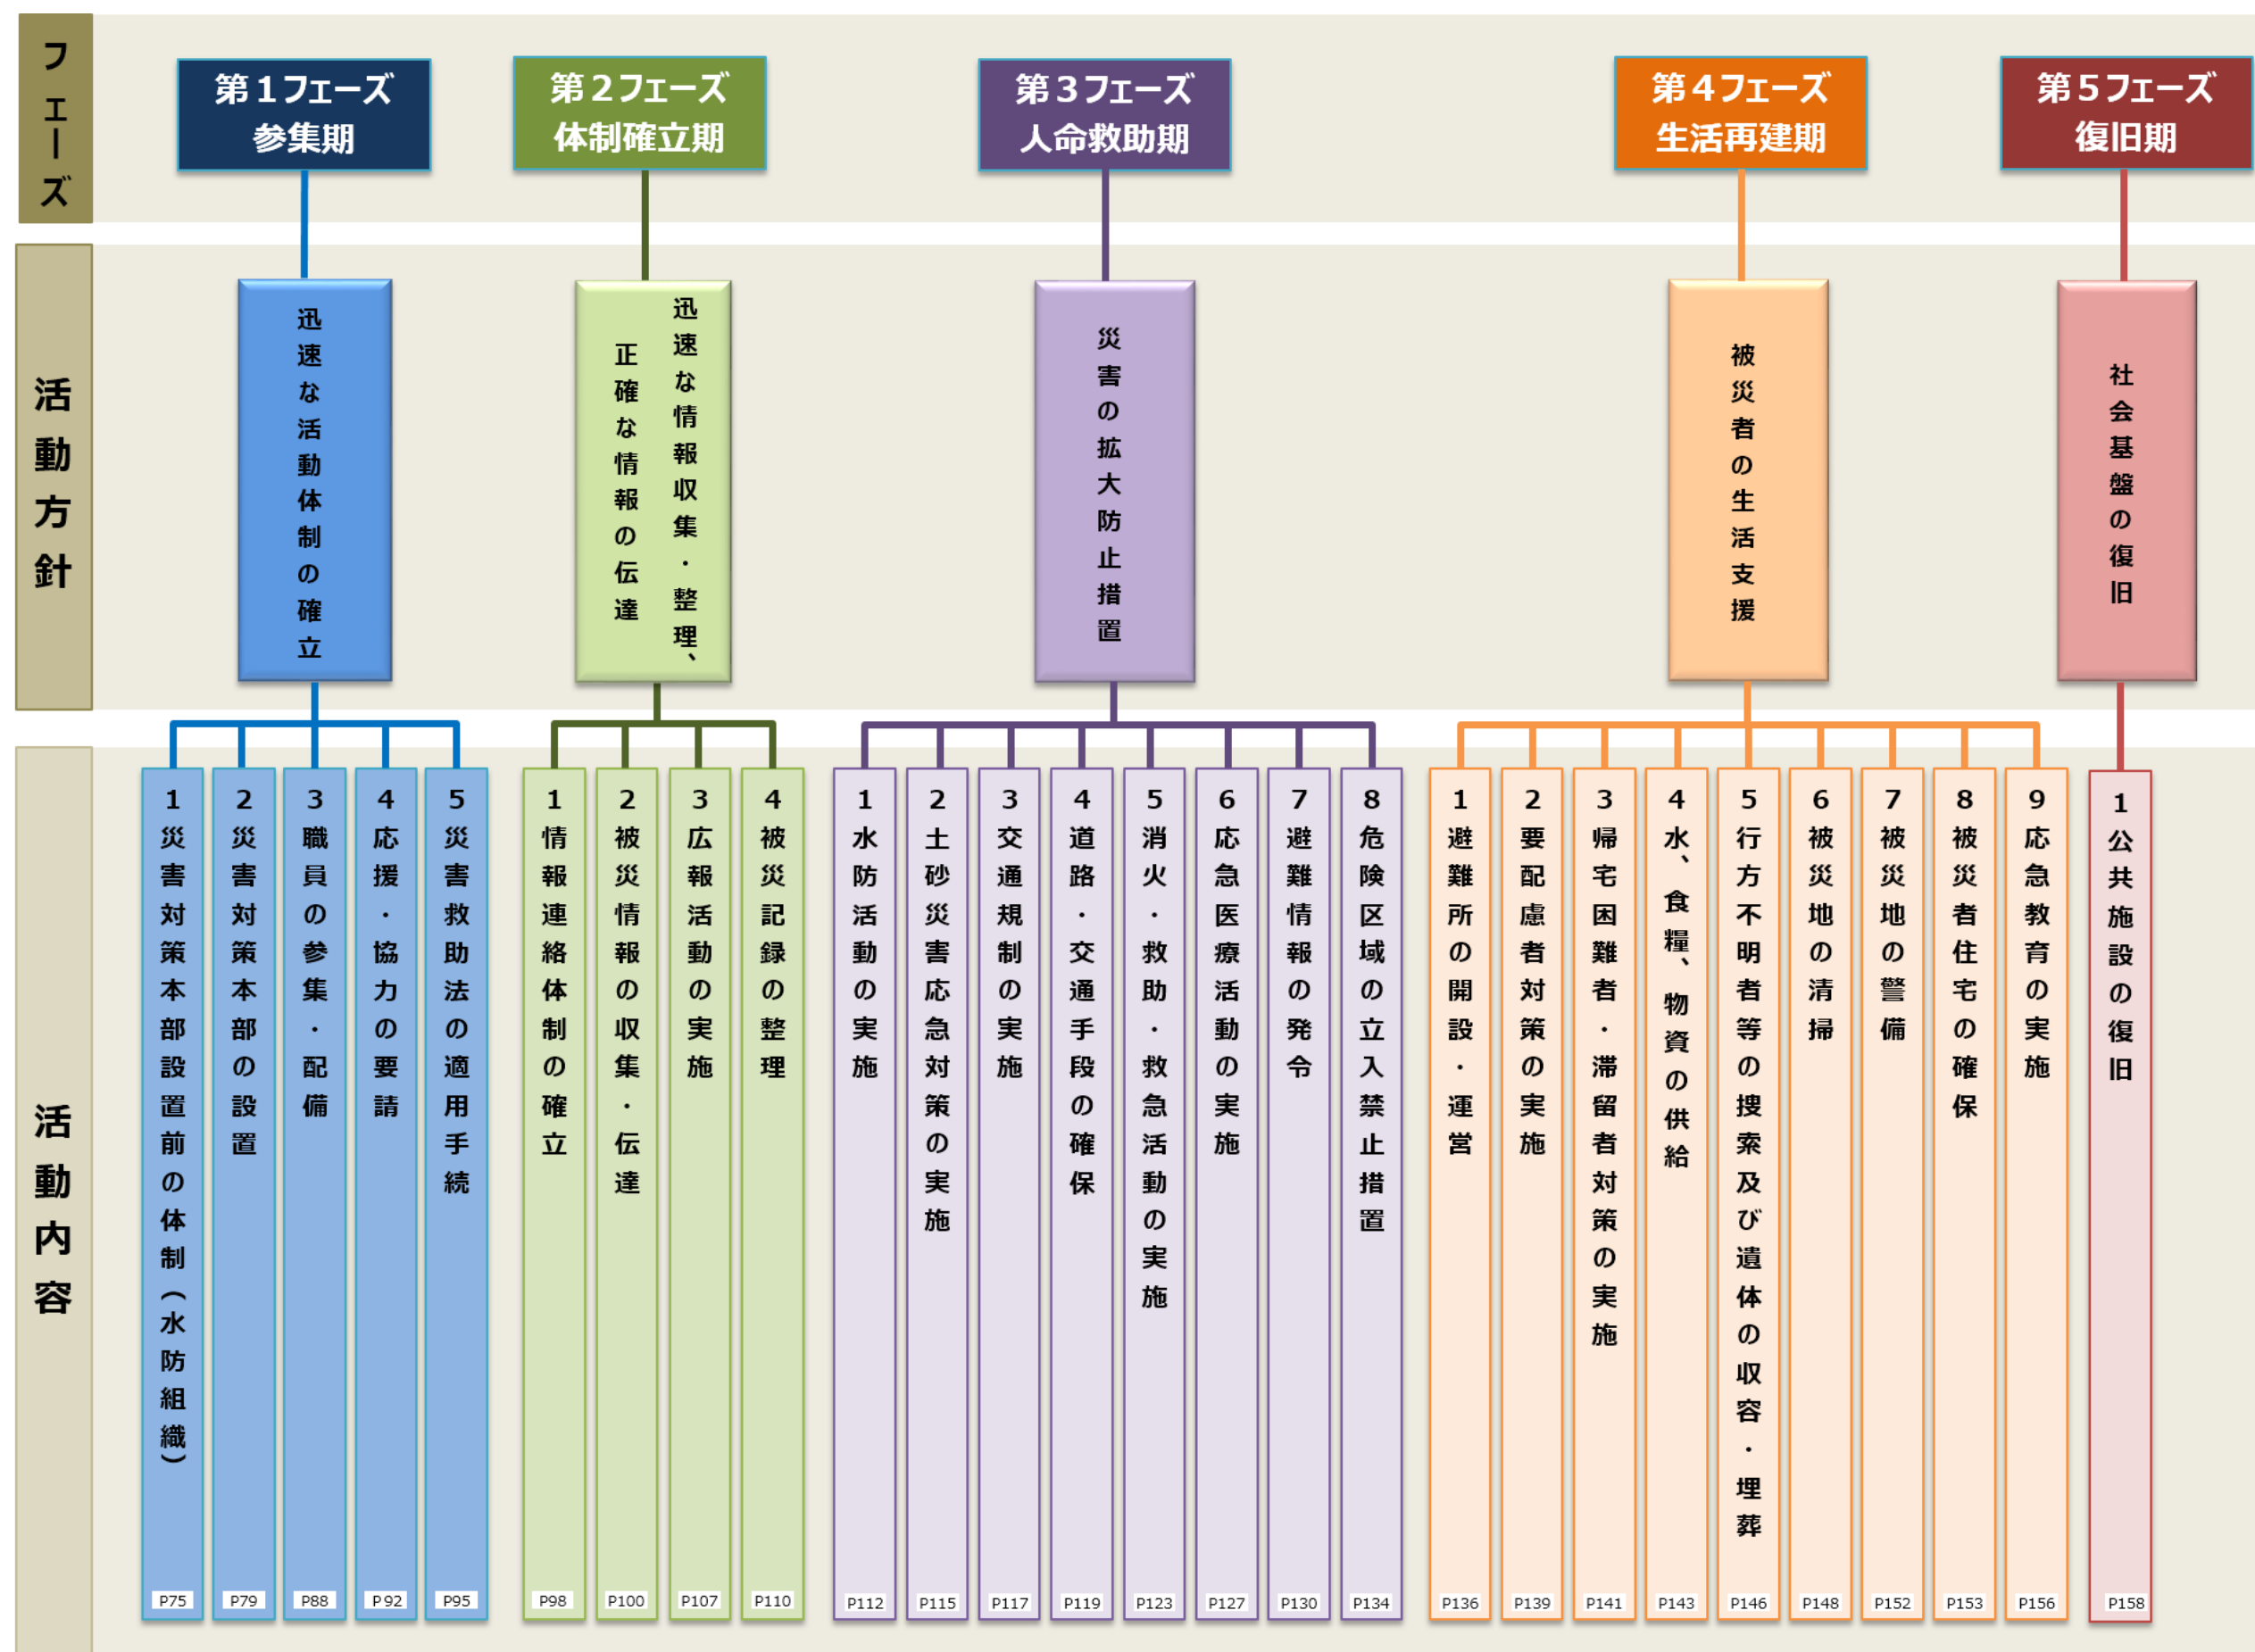 フェーズ
第1フェーズ
参集期
第2フェーズ
体制確立期
第3フェーズ
人命救助期
第4フェーズ
生活再建期
第5フェーズ
復旧期
活動方針
迅速な活動体制の確立
迅速な情報収集・整理、
正確な情報の伝達
災害の拡大防止措置
被災者の生活支援
社会基盤の復旧
活動内容
1災害対策本部設置前の体制(水防組織)
P75
2災害対策本部の設置
P79
3職員の参集・配備
P88
4応援・協力の要請
P92
5災害救助法の適用手続
P95
1情報連絡体制の確立
P98
2被災情報の収集・伝達
P100
3広報活動の実施
P107
4被災記録の整理
P110
1水防活動の実施
P112
2土砂災害応急対策の実施
P115
3交通規制の実施
P117
4道路・交通手段の確保
P119
5消火・救助・救急活動の実施
P123
6応急医療活動の実施
P127
7避難情報の発令
P130
8危険区域の立入禁止措置
P134
1避難所の開設・運営
P136
2要配慮者対策の実施
P139
3帰宅困難者・滞留者対策の実施
P141
4水、食糧、物資の供給
P143
5行方不明者等の捜索及び遺体の収容・埋葬
P146
6被災地の清掃
P148
7被災地の警備
P152
8被災者住宅の確保
P153
9応急教育の実施
P156
1公共施設の復旧
P158